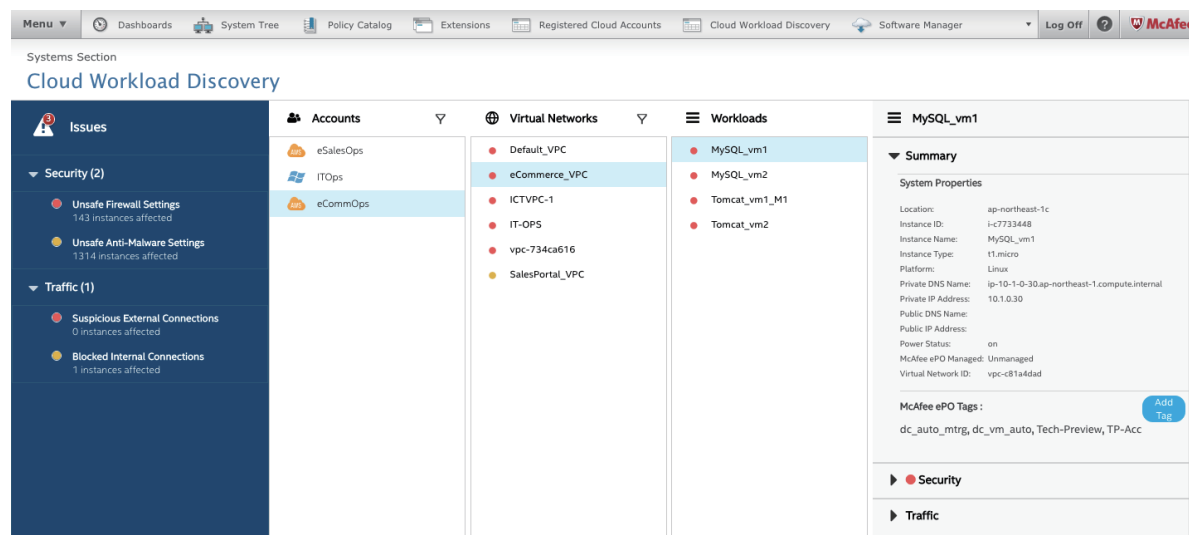 Menu ▼ Dashboards System Tree Policy Catalog Extensions Registered Cloud Accounts Cloud Workload Discovery Software Manager ▼ Log Off ? McAfee
Systems Section
Cloud Workload Discovery
3
Issues
Security (2)
Unsafe Firewall Settings
143 instances affected
Unsafe Anti-Malware Settings
1314 instances affected
Traffic (1)
Suspicious External Connections
0 instances affected
Blocked Internal Connections
1 instances affected
Accounts
aws eSalesOps
ITOps
aws eCommOps
Virtual Networks
Default_VPC
eCommerce_VPC
ICTVPC-1
IT-OPS
vpc-734ca616
SalesPortal_VPC
Workloads
MySQL_vm1
MySQL_vm2
Tomcat_vm1_M1
Tomcat_vm2
MySQL_vm1
Summary
System Properties
Location: ap-northeast-1c
Instance ID: i-c7733448
Instance Name: MySQL_vm1
Instance Type: t1.micro
Platform: Linux
Private DNS Name: ip-10-1-0-30.ap-northeast-1.compute.internal
Private IP Address: 10.1.0.30
Public DNS Name:
Public IP Address:
Power Status: on
McAfee ePO Managed: Unmanaged
Virtual Network ID: vpc-c81a4dad
McAfee ePO Tags :
Add
Tag
dc_auto_mtrg, dc_vm_auto, Tech-Preview, TP-Acc
Security
Traffic